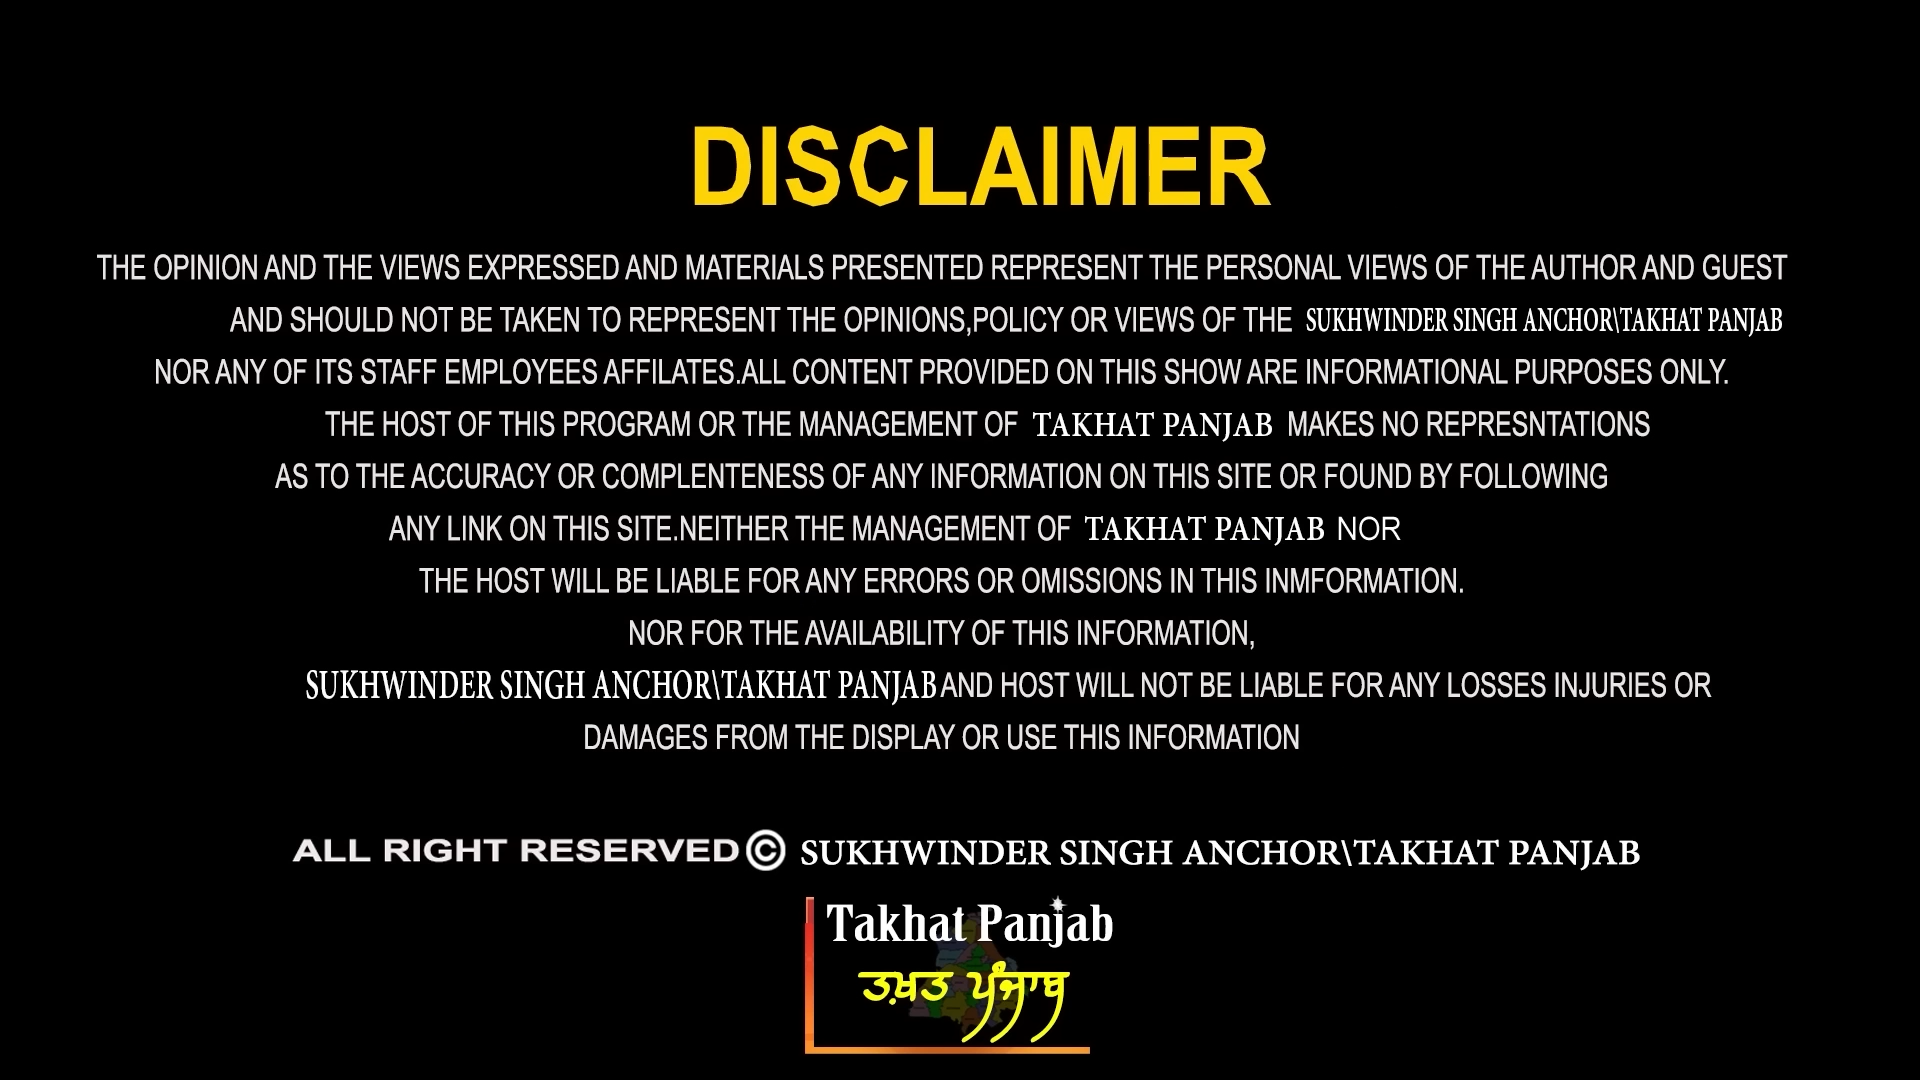 DISCLAIMER
THE OPINION AND THE VIEWS EXPRESSED AND MATERIALS PRESENTED REPRESENT THE PERSONAL VIEWS OF THE AUTHOR AND GUEST
AND SHOULD NOT BE TAKEN TO REPRESENT THE OPINIONS,POLICY OR VIEWS OF THE SUKHWINDER SINGH ANCHOR\TAKHAT PANJAB
NOR ANY OF ITS STAFF EMPLOYEES AFFILATES.ALL CONTENT PROVIDED ON THIS SHOW ARE INFORMATIONAL PURPOSES ONLY.
THE HOST OF THIS PROGRAM OR THE MANAGEMENT OF TAKHAT PANJAB MAKES NO REPRESNTATIONS
AS TO THE ACCURACY OR COMPLENTENESS OF ANY INFORMATION ON THIS SITE OR FOUND BY FOLLOWING
ANY LINK ON THIS SITE.NEITHER THE MANAGEMENT OF TAKHAT PANJAB NOR
THE HOST WILL BE LIABLE FOR ANY ERRORS OR OMISSIONS IN THIS INMFORMATION.
NOR FOR THE AVAILABILITY OF THIS INFORMATION,
SUKHWINDER SINGH ANCHOR\TAKHAT PANJAB AND HOST WILL NOT BE LIABLE FOR ANY LOSSES INJURIES OR
DAMAGES FROM THE DISPLAY OR USE THIS INFORMATION
ALL RIGHT RESERVED © SUKHWINDER SINGH ANCHOR\TAKHAT PANJAB
Takhat Panjab
ਤਖ਼ਤ ਪੰਜਾਬ